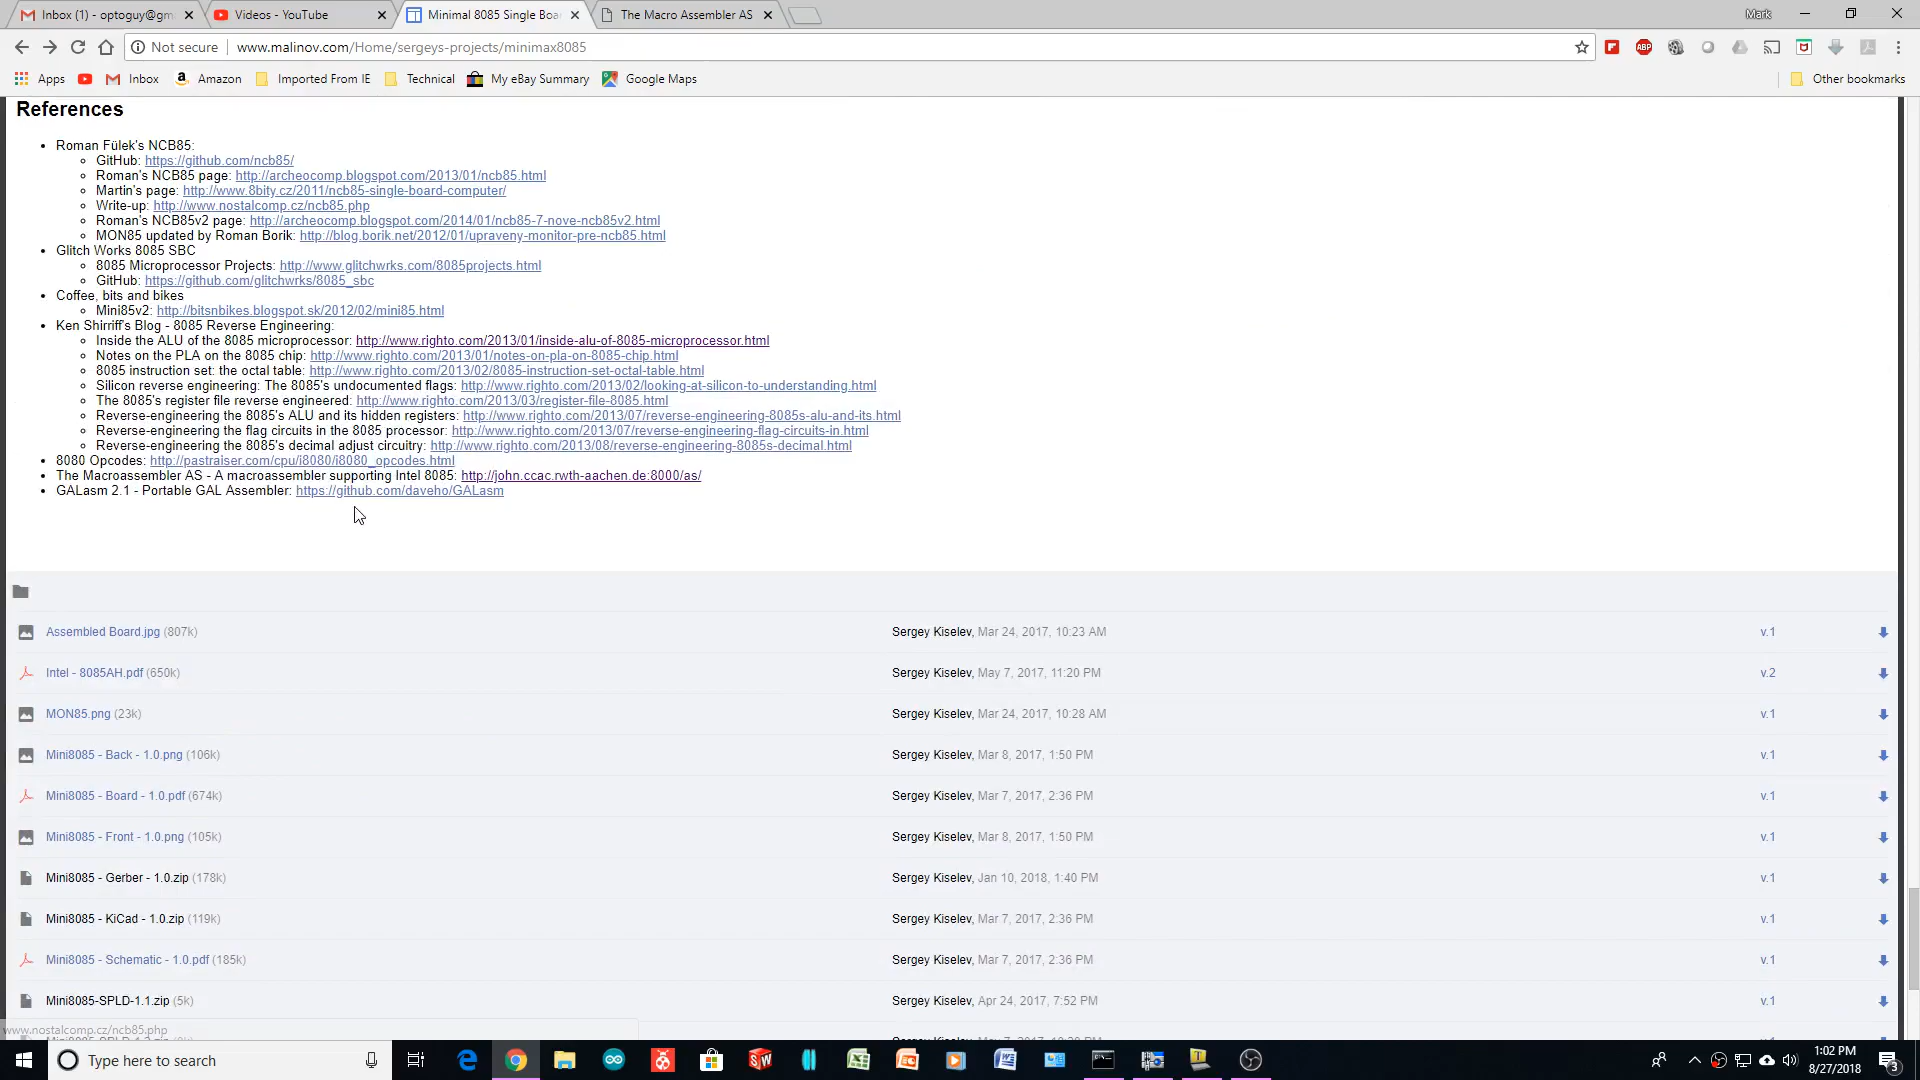 Inbox (1) - optoguy@gm
Videos - YouTube
Minimal 8085 Single Boa
The Macro Assembler AS
Mark
Not secure
www.malinov.com/Home/sergeys-projects/minimax8085
Apps
Inbox
Amazon
Imported From IE
Technical
My eBay Summary
Google Maps
Other bookmarks
References
• Roman Fülek's NCB85:
GitHub: https://github.com/ncb85/
Roman's NCB85 page: http://archeocomp.blogspot.com/2013/01/ncb85.html
Martin's page: http://www.8bity.cz/2011/ncb85-single-board-computer/
Write-up: http://www.nostalcomp.cz/ncb85.php
Roman's NCB85v2 page: http://archeocomp.blogspot.com/2014/01/ncb85-7-nove-ncb85v2.html
MON85 updated by Roman Borik: http://blog.borik.net/2012/01/upraveny-monitor-pre-ncb85.html
• Glitch Works 8085 SBC
8085 Microprocessor Projects: http://www.glitchwrks.com/8085projects.html
GitHub: https://github.com/glitchwrks/8085_sbc
• Coffee, bits and bikes
Mini85v2: http://bitsnbikes.blogspot.sk/2012/02/mini85.html
• Ken Shirriff's Blog - 8085 Reverse Engineering:
Inside the ALU of the 8085 microprocessor: http://www.righto.com/2013/01/inside-alu-of-8085-microprocessor.html
Notes on the PLA on the 8085 chip: http://www.righto.com/2013/01/notes-on-pla-on-8085-chip.html
8085 instruction set: the octal table: http://www.righto.com/2013/02/8085-instruction-set-octal-table.html
Silicon reverse engineering: The 8085's undocumented flags: http://www.righto.com/2013/02/looking-at-silicon-to-understanding.html
The 8085's register file reverse engineered: http://www.righto.com/2013/03/register-file-8085.html
Reverse-engineering the 8085's ALU and its hidden registers: http://www.righto.com/2013/07/reverse-engineering-8085s-alu-and-its.html
Reverse-engineering the flag circuits in the 8085 processor: http://www.righto.com/2013/07/reverse-engineering-flag-circuits-in.html
Reverse-engineering the 8085's decimal adjust circuitry: http://www.righto.com/2013/08/reverse-engineering-8085s-decimal.html
• 8080 Opcodes: http://pastraiser.com/cpu/i8080/i8080_opcodes.html
• The Macroassembler AS - A macroassembler supporting Intel 8085: http://john.ccac.rwth-aachen.de:8000/as/
• GALasm 2.1 - Portable GAL Assembler: https://github.com/daveho/GALasm
Assembled Board.jpg (807k) Sergey Kiselev, Mar 24, 2017, 10:23 AM v.1
Intel - 8085AH.pdf (650k) Sergey Kiselev, May 7, 2017, 11:20 PM v.2
MON85.png (23k) Sergey Kiselev, Mar 24, 2017, 10:28 AM v.1
Mini8085 - Back - 1.0.png (106k) Sergey Kiselev, Mar 8, 2017, 1:50 PM v.1
Mini8085 - Board - 1.0.pdf (674k) Sergey Kiselev, Mar 7, 2017, 2:36 PM v.1
Mini8085 - Front - 1.0.png (105k) Sergey Kiselev, Mar 8, 2017, 1:50 PM v.1
Mini8085 - Gerber - 1.0.zip (178k) Sergey Kiselev, Jan 10, 2018, 1:40 PM v.1
Mini8085 - KiCad - 1.0.zip (119k) Sergey Kiselev, Mar 7, 2017, 2:36 PM v.1
Mini8085 - Schematic - 1.0.pdf (185k) Sergey Kiselev, Mar 7, 2017, 2:36 PM v.1
Mini8085-SPLD-1.1.zip (5k) Sergey Kiselev, Apr 24, 2017, 7:52 PM v.1
www.nostalcomp.cz/ncb85.php
Type here to search
1:02 PM
8/27/2018
3